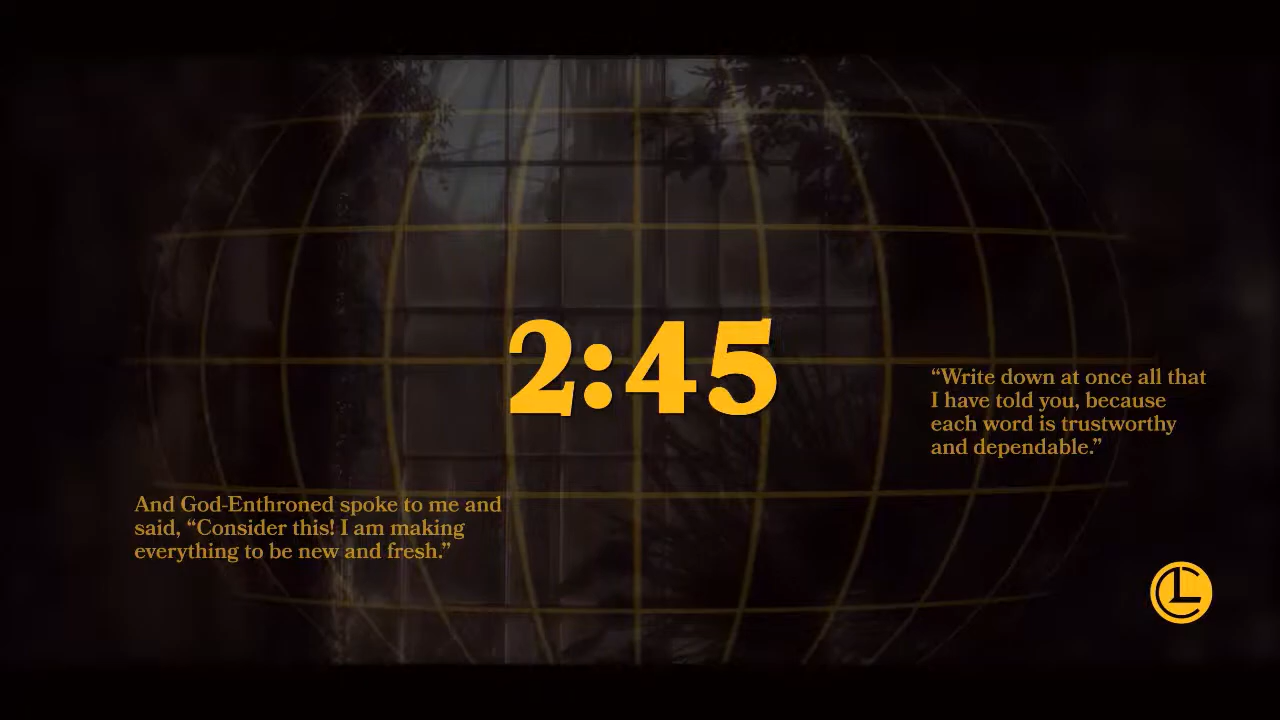 2:45
“Write down at once all that
I have told you, because
each word is trustworthy
and dependable.”
And God-Enthroned spoke to me and
said, “Consider this! I am making
everything to be new and fresh.”
LC